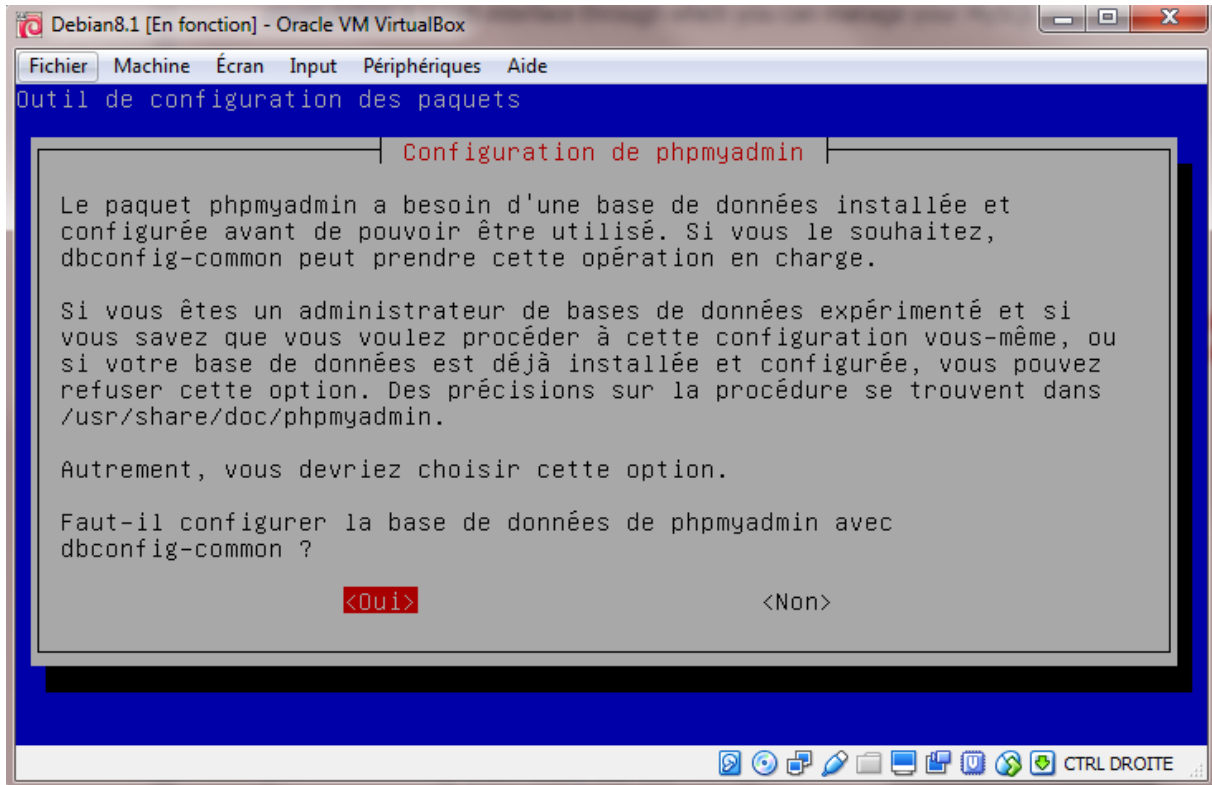 Debian8.1 [En fonction] - Oracle VM VirtualBox
Fichier Machine Écran Input Périphériques Aide
Outil de configuration des paquets
Configuration de phpmyadmin
Le paquet phpmyadmin a besoin d'une base de données installée et
configurée avant de pouvoir être utilisé. Si vous le souhaitez,
dbconfig-common peut prendre cette opération en charge.
Si vous êtes un administrateur de bases de données expérimenté et si
vous savez que vous voulez procéder à cette configuration vous-même, ou
si votre base de données est déjà installée et configurée, vous pouvez
refuser cette option. Des précisions sur la procédure se trouvent dans
/usr/share/doc/phpmyadmin.
Autrement, vous devriez choisir cette option.
Faut-il configurer la base de données de phpmyadmin avec
dbconfig-common ?
<Oui> <Non>
CTRL DROITE